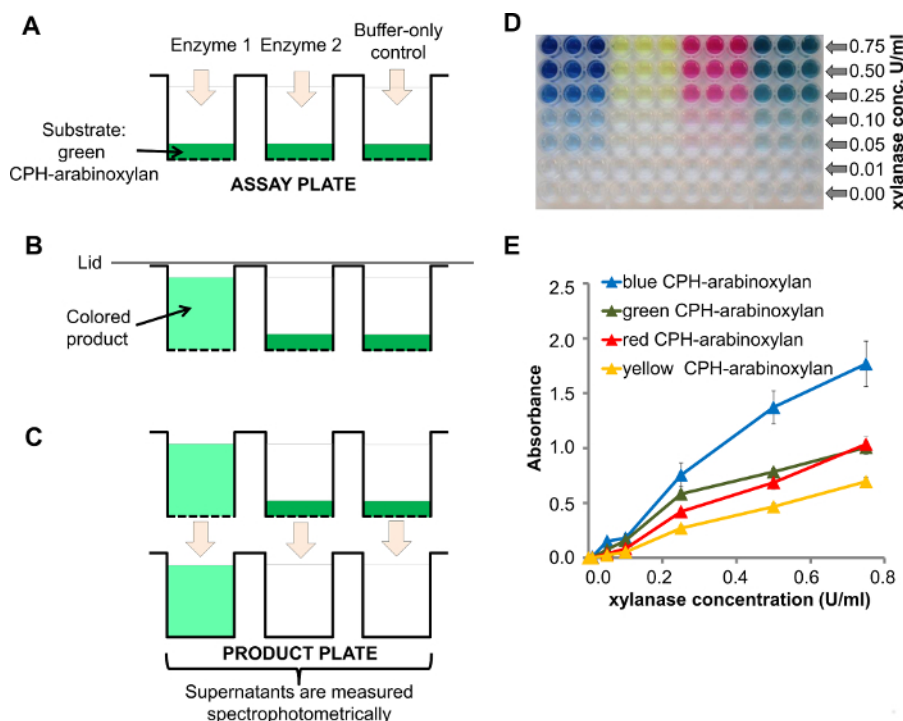 A
Enzyme 1
Enzyme 2
Buffer-only
control
Substrate:
green
CPH-arabinoxylan
ASSAY PLATE
B
Lid
Colored
product
C
PRODUCT PLATE
Supernatants are measured
spectrophotometrically
D
0.75
0.50
0.25
0.10
0.05
0.01
0.00
xylanase conc. U/ml
E
blue CPH-arabinoxylan
green CPH-arabinoxylan
red CPH-arabinoxylan
yellow CPH-arabinoxylan
2.5
2.0
1.5
1.0
0.5
0.0
Absorbance
0.0 0.2 0.4 0.6 0.8
xylanase concentration (U/ml)